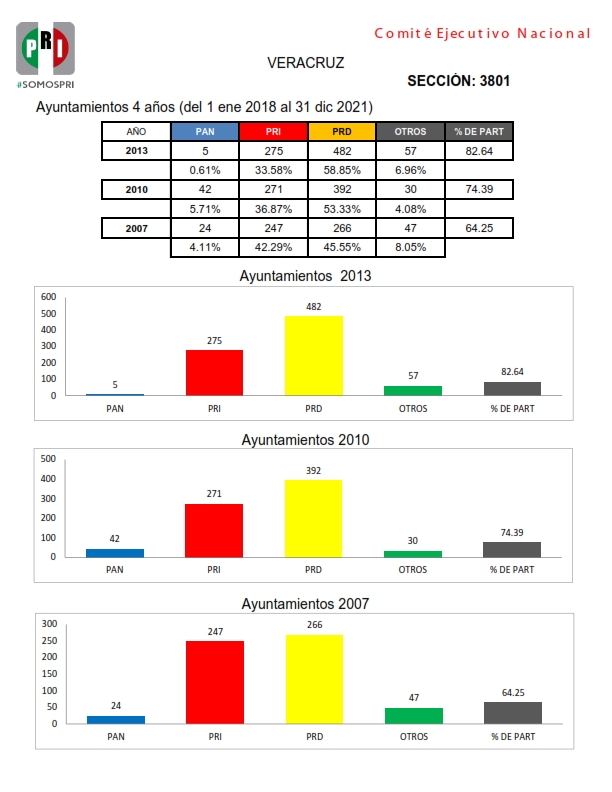 Comité Ejecutivo Nacional
PRI
#SOMOSPRI
VERACRUZ
SECCIÒN: 3801
Ayuntamientos 4 años (del 1 ene 2018 al 31 dic 2021)
AÑO PAN PRI PRD OTROS % DE PART
2013 5 275 482 57 82.64
0.61% 33.58% 58.85% 6.96%
2010 42 271 392 30 74.39
5.71% 36.87% 53.33% 4.08%
2007 24 247 266 47 64.25
4.11% 42.29% 45.55% 8.05%
Ayuntamientos 2013
600
500
400
300
200
100
0
5 275 482 57 82.64
PAN PRI PRD OTROS % DE PART
Ayuntamientos 2010
500
400
300
200
100
0
42 271 392 30 74.39
PAN PRI PRD OTROS % DE PART
Ayuntamientos 2007
300
250
200
150
100
50
0
24 247 266 47 64.25
PAN PRI PRD OTROS % DE PART